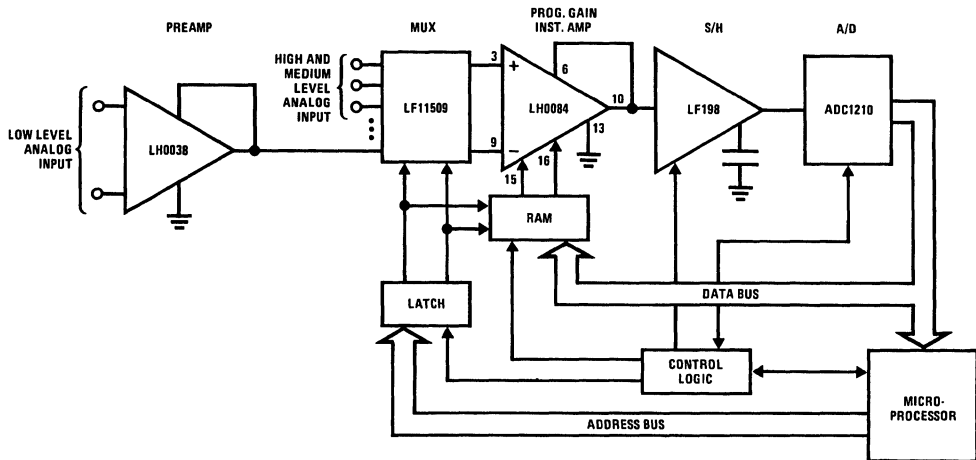 PREAMP
MUX
PROG. GAIN
INST. AMP
S/H
A/D
HIGH AND
MEDIUM
LEVEL
ANALOG
INPUT
LF11509
3
+
6
LH0084
10
13
9
−
16
15
LF198
ADC1210
LOW LEVEL
ANALOG
INPUT
LH0038
RAM
LATCH
DATA BUS
CONTROL
LOGIC
MICRO-
PROCESSOR
ADDRESS BUS